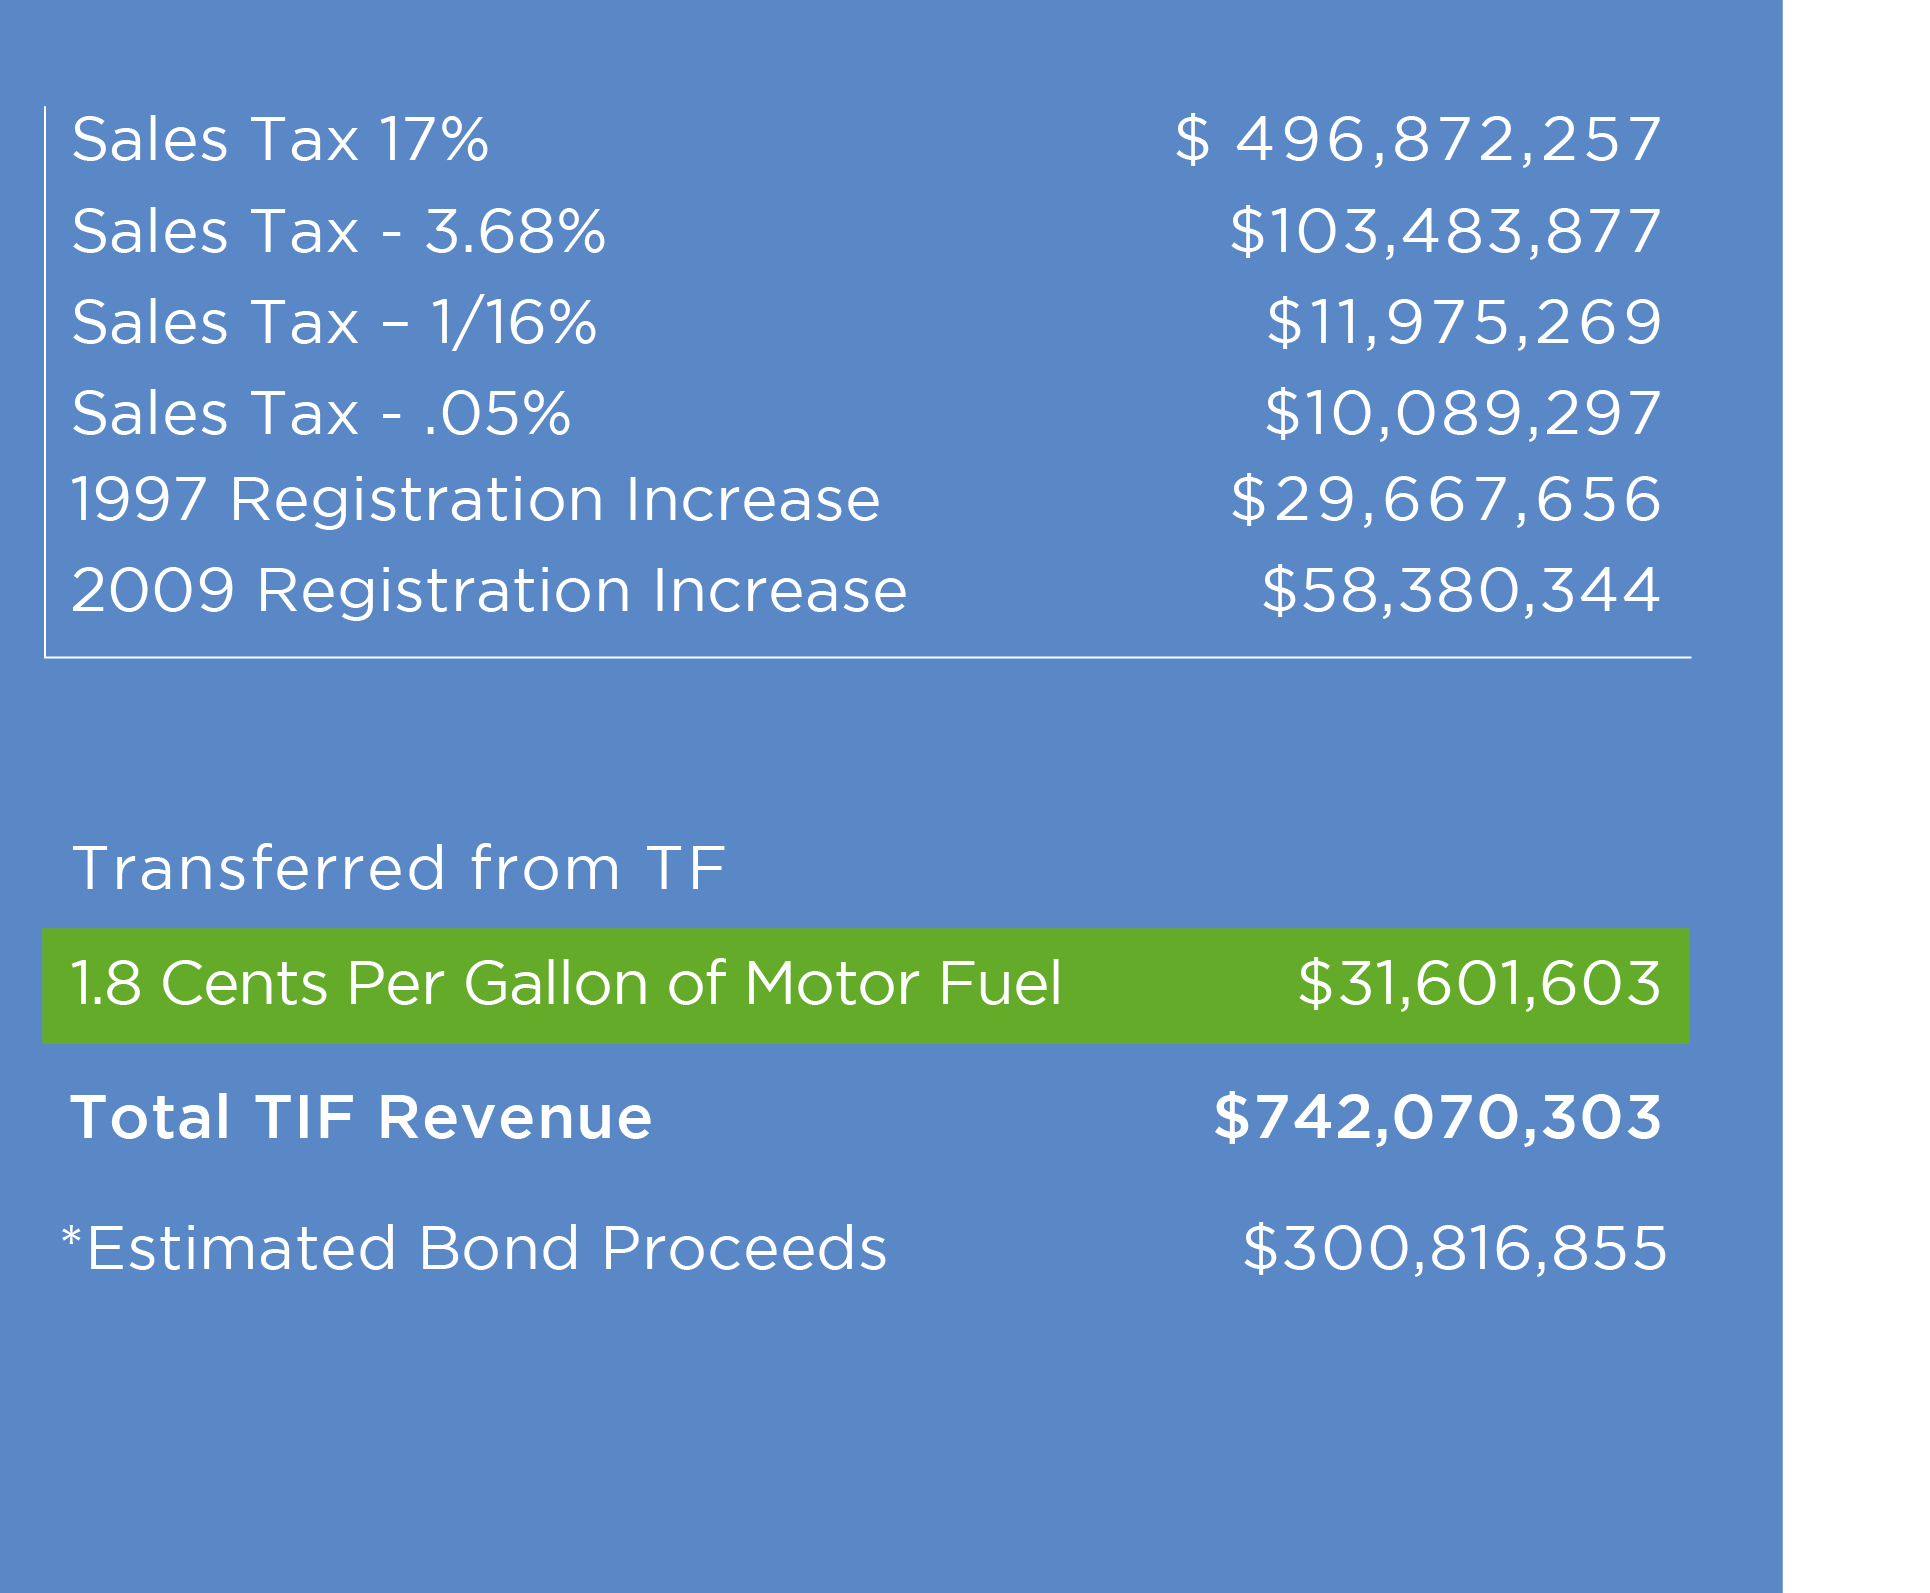 Sales Tax 17% $ 496,872,257
Sales Tax - 3.68% $103,483,877
Sales Tax – 1/16% $11,975,269
Sales Tax - .05% $10,089,297
1997 Registration Increase $29,667,656
2009 Registration Increase $58,380,344
Transferred from TF
1.8 Cents Per Gallon of Motor Fuel $31,601,603
Total TIF Revenue $742,070,303
*Estimated Bond Proceeds $300,816,855